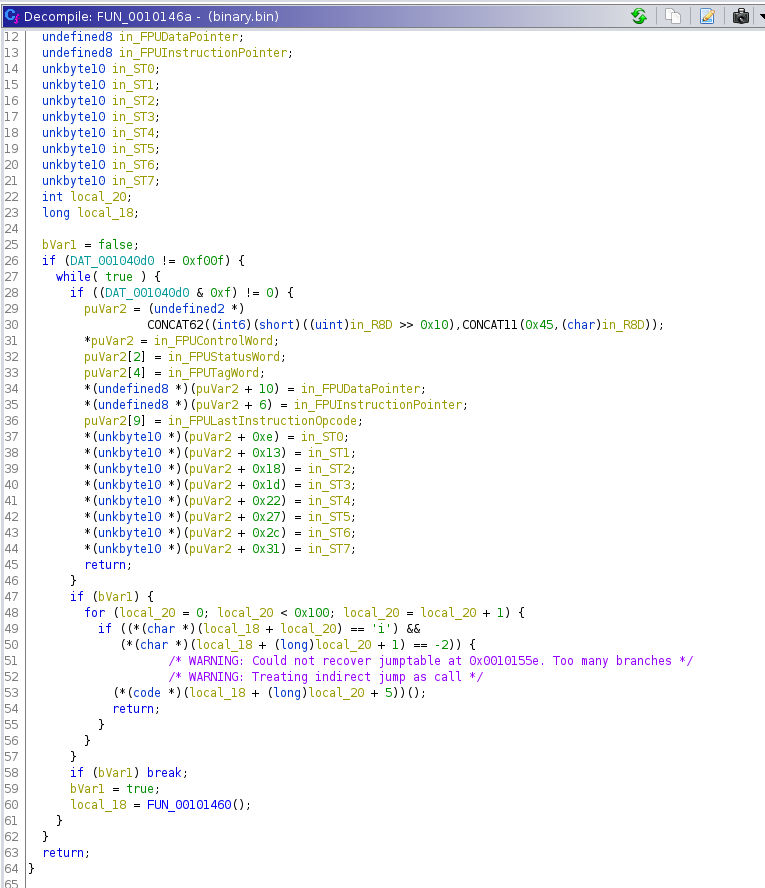 Decompile: FUN_0010146a - (binary.bin)
12 undefined8 in_FPUDataPointer;
13 undefined8 in_FPUInstructionPointer;
14 unkbyte10 in_ST0;
15 unkbyte10 in_ST1;
16 unkbyte10 in_ST2;
17 unkbyte10 in_ST3;
18 unkbyte10 in_ST4;
19 unkbyte10 in_ST5;
20 unkbyte10 in_ST6;
21 unkbyte10 in_ST7;
22 int local_20;
23 long local_18;
24
25 bVar1 = false;
26 if (DAT_001040d0 != 0xf00f) {
27 while( true ) {
28 if ((DAT_001040d0 & 0xf) != 0) {
29 puVar2 = (undefined2 *)
30 CONCAT62((int6)(short)((uint)in_R8D >> 0x10),CONCAT11(0x45,(char)in_R8D));
31 *puVar2 = in_FPUControlWord;
32 puVar2[2] = in_FPUStatusWord;
33 puVar2[4] = in_FPUTagWord;
34 *(undefined8 *)(puVar2 + 10) = in_FPUDataPointer;
35 *(undefined8 *)(puVar2 + 6) = in_FPUInstructionPointer;
36 puVar2[9] = in_FPULastInstructionOpcode;
37 *(unkbyte10 *)(puVar2 + 0xe) = in_ST0;
38 *(unkbyte10 *)(puVar2 + 0x13) = in_ST1;
39 *(unkbyte10 *)(puVar2 + 0x18) = in_ST2;
40 *(unkbyte10 *)(puVar2 + 0x1d) = in_ST3;
41 *(unkbyte10 *)(puVar2 + 0x22) = in_ST4;
42 *(unkbyte10 *)(puVar2 + 0x27) = in_ST5;
43 *(unkbyte10 *)(puVar2 + 0x2c) = in_ST6;
44 *(unkbyte10 *)(puVar2 + 0x31) = in_ST7;
45 return;
46 }
47 if (bVar1) {
48 for (local_20 = 0; local_20 < 0x100; local_20 = local_20 + 1) {
49 if ((*(char *)(local_18 + local_20) == 'i') &&
50 (*(char *)(local_18 + (long)local_20 + 1) == -2)) {
51 /* WARNING: Could not recover jumptable at 0x0010155e. Too many branches */
52 /* WARNING: Treating indirect jump as call */
53 (*(code *)(local_18 + (long)local_20 + 5))();
54 return;
55 }
56 }
57 }
58 if (bVar1) break;
59 bVar1 = true;
60 local_18 = FUN_00101460();
61 }
62 }
63 return;
64 }
65